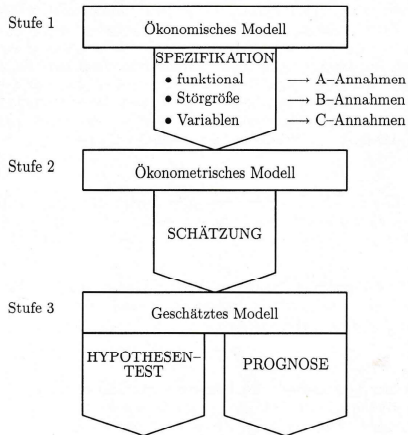 Stufe 1
Ökonomisches Modell
SPEZIFIKATION
• funktional → A–Annahmen
• Störgröße → B–Annahmen
• Variablen → C–Annahmen
Stufe 2
Ökonometrisches Modell
SCHÄTZUNG
Stufe 3
Geschätztes Modell
HYPOTHESEN–
TEST
PROGNOSE